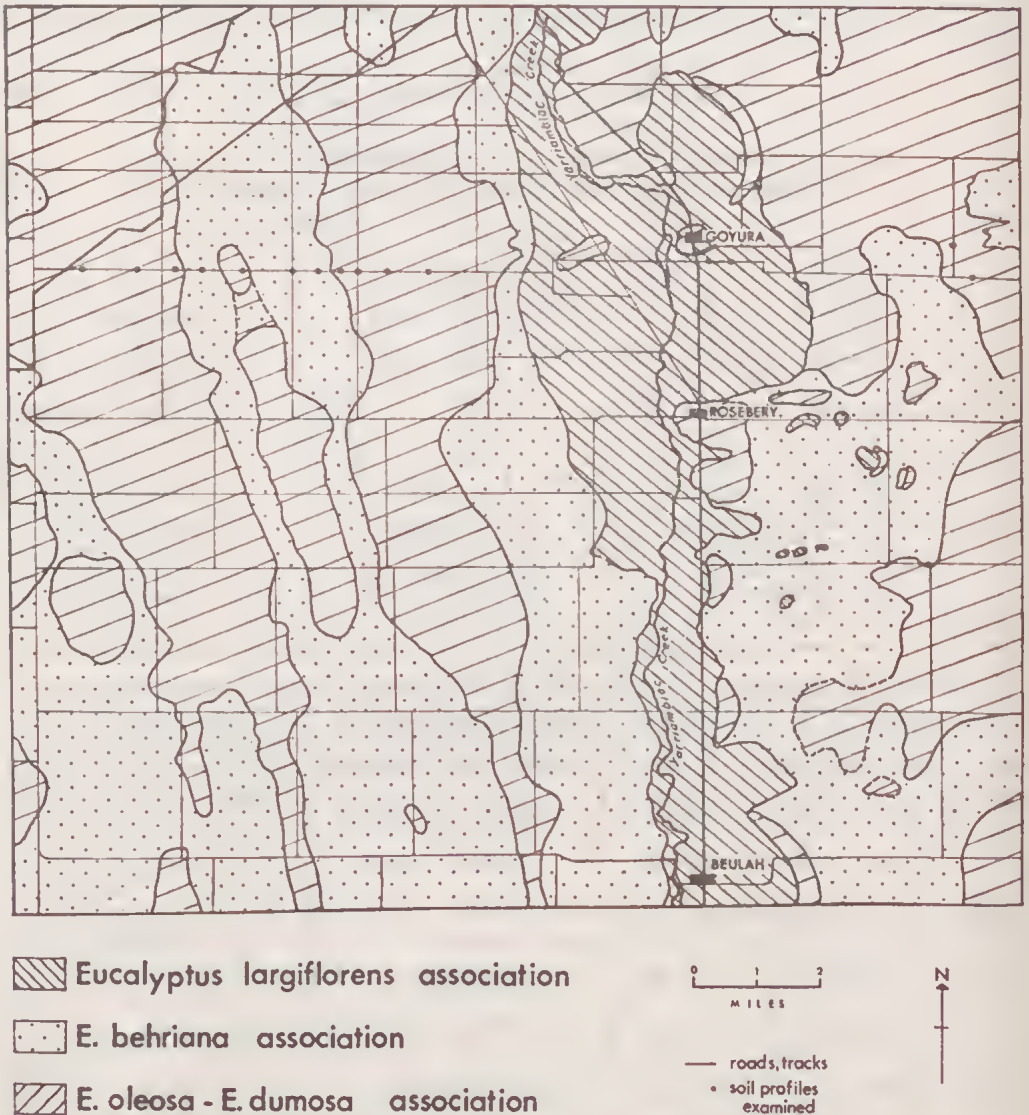 Yarriambiac Creek
GOYURA
ROSEBERY
Yarriambiac Creek
BEULAH
Eucalyptus largiflorens association
E. behriana association
E. oleosa - E. dumosa association
0 1 2
MILES
N
roads, tracks
soil profiles
examined